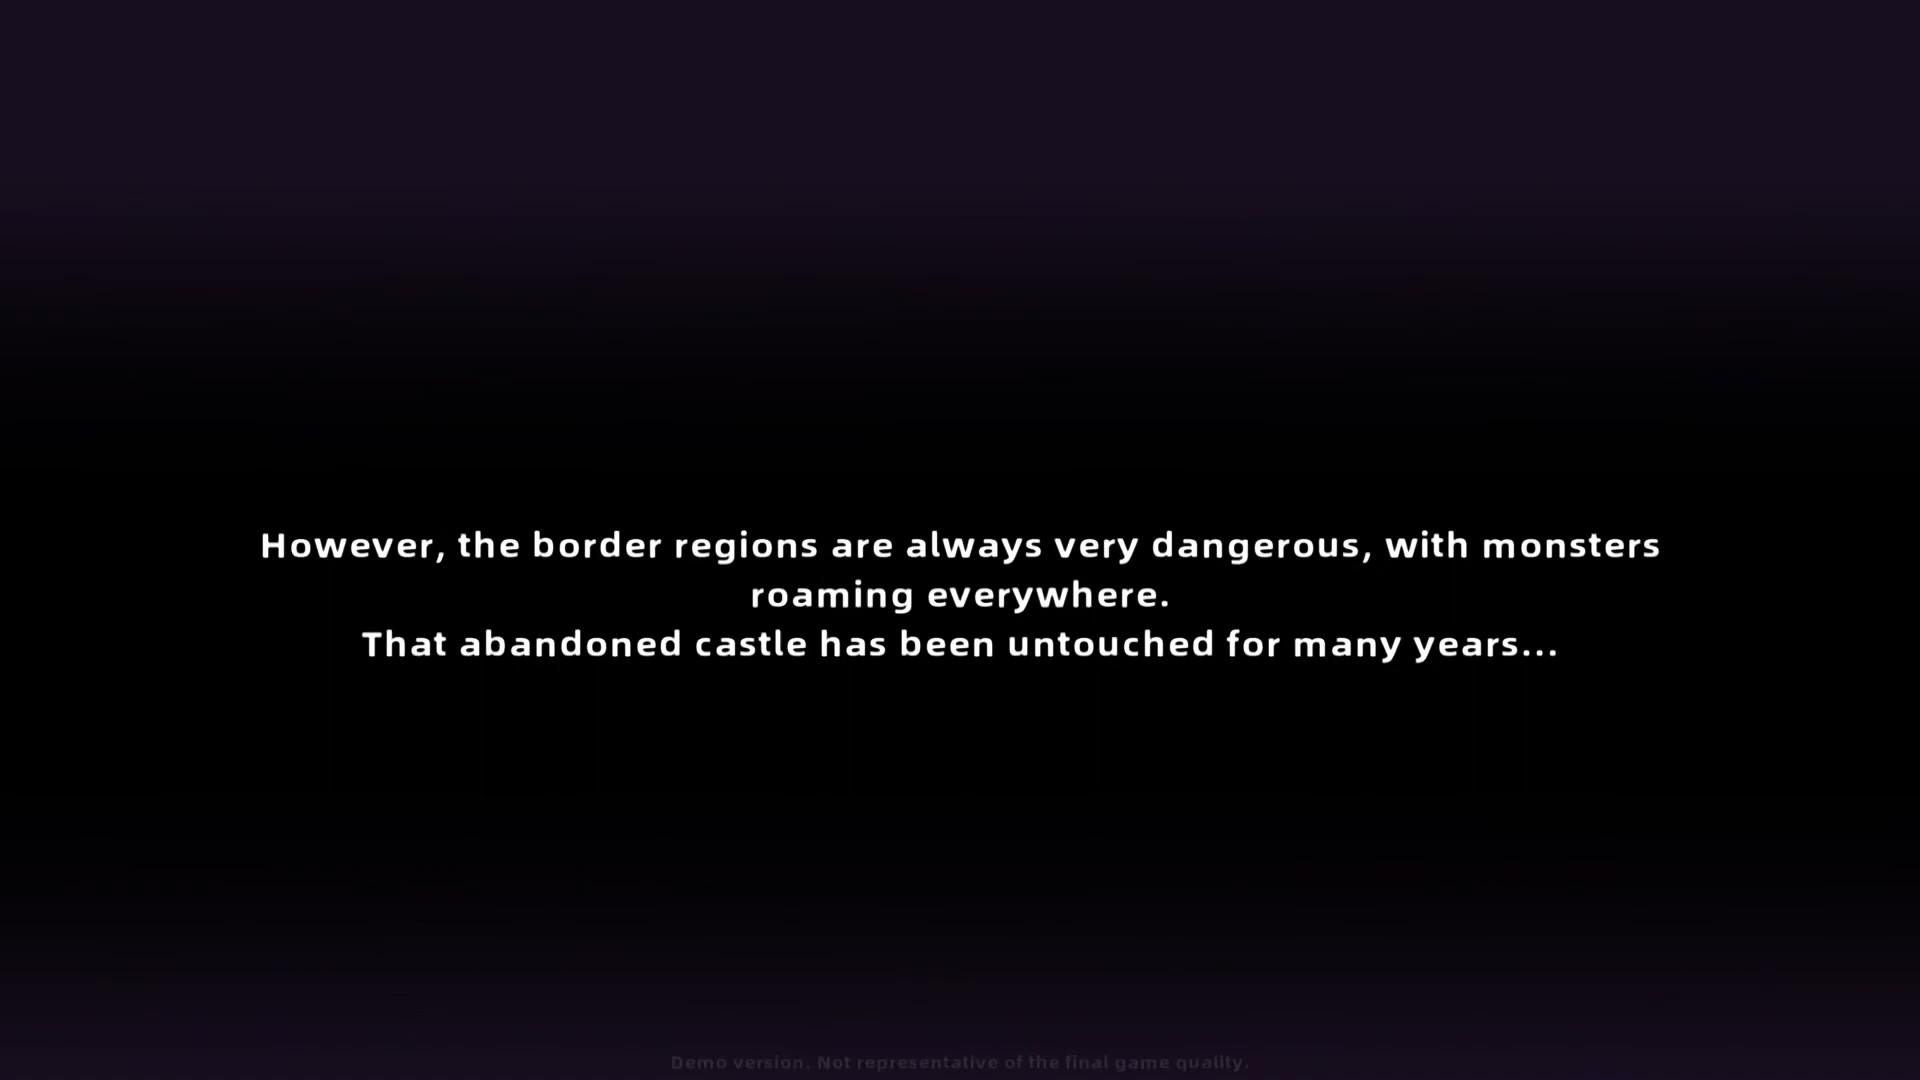 However, the border regions are always very dangerous, with monsters
roaming everywhere.
That abandoned castle has been untouched for many years...
Demo version. Not representative of the final game quality.